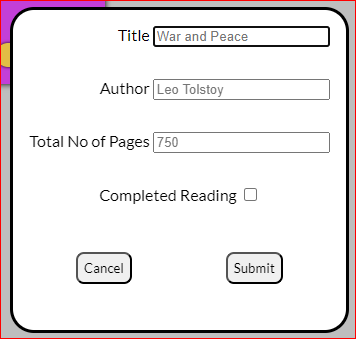 Title War and Peace
Author Leo Tolstoy
Total No of Pages 750
Completed Reading
Cancel Submit